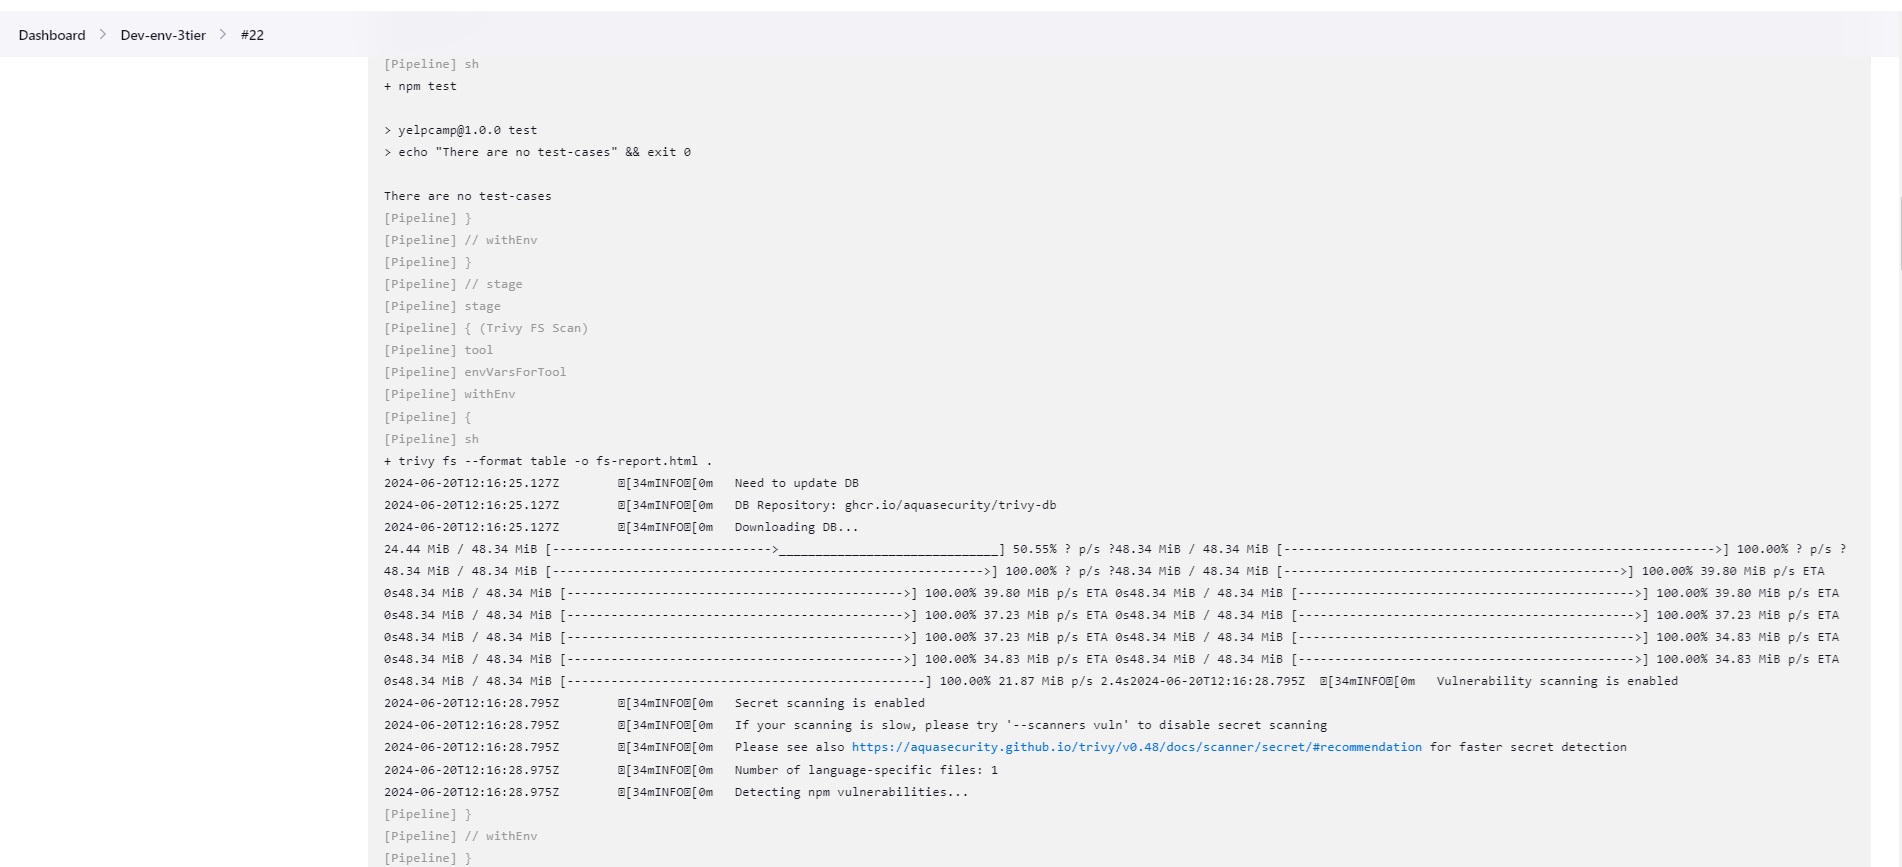 Dashboard > Dev-env-3tier > #22
[Pipeline] sh
+ npm test
> yelpcamp@1.0.0 test
> echo "There are no test-cases" && exit 0
There are no test-cases
[Pipeline] }
[Pipeline] // withEnv
[Pipeline] }
[Pipeline] // stage
[Pipeline] stage
[Pipeline] { (Trivy FS Scan)
[Pipeline] tool
[Pipeline] envVarsForTool
[Pipeline] withEnv
[Pipeline] {
[Pipeline] sh
+ trivy fs --format table -o fs-report.html .
2024-06-20T12:16:25.127Z [34mINFO[0m Need to update DB
2024-06-20T12:16:25.127Z [34mINFO[0m DB Repository: ghcr.io/aquasecurity/trivy-db
2024-06-20T12:16:25.127Z [34mINFO[0m Downloading DB...
24.44 MiB / 48.34 MiB [------------------------------>______________________________] 50.55% ? p/s ?48.34 MiB / 48.34 MiB [----------------------------------------------------------->] 100.00% ? p/s ?
48.34 MiB / 48.34 MiB [----------------------------------------------------------->] 100.00% ? p/s ?48.34 MiB / 48.34 MiB [---------------------------------------------->] 100.00% 39.80 MiB p/s ETA
0s48.34 MiB / 48.34 MiB [---------------------------------------------->] 100.00% 39.80 MiB p/s ETA 0s48.34 MiB / 48.34 MiB [---------------------------------------------->] 100.00% 39.80 MiB p/s ETA
0s48.34 MiB / 48.34 MiB [---------------------------------------------->] 100.00% 37.23 MiB p/s ETA 0s48.34 MiB / 48.34 MiB [---------------------------------------------->] 100.00% 37.23 MiB p/s ETA
0s48.34 MiB / 48.34 MiB [---------------------------------------------->] 100.00% 37.23 MiB p/s ETA 0s48.34 MiB / 48.34 MiB [---------------------------------------------->] 100.00% 34.83 MiB p/s ETA
0s48.34 MiB / 48.34 MiB [---------------------------------------------->] 100.00% 34.83 MiB p/s ETA 0s48.34 MiB / 48.34 MiB [---------------------------------------------->] 100.00% 34.83 MiB p/s ETA
0s48.34 MiB / 48.34 MiB [-------------------------------------------------] 100.00% 21.87 MiB p/s 2.4s2024-06-20T12:16:28.795Z [34mINFO[0m Vulnerability scanning is enabled
2024-06-20T12:16:28.795Z [34mINFO[0m Secret scanning is enabled
2024-06-20T12:16:28.795Z [34mINFO[0m If your scanning is slow, please try '--scanners vuln' to disable secret scanning
2024-06-20T12:16:28.795Z [34mINFO[0m Please see also https://aquasecurity.github.io/trivy/v0.48/docs/scanner/secret/#recommendation for faster secret detection
2024-06-20T12:16:28.975Z [34mINFO[0m Number of language-specific files: 1
2024-06-20T12:16:28.975Z [34mINFO[0m Detecting npm vulnerabilities...
[Pipeline] }
[Pipeline] // withEnv
[Pipeline] }